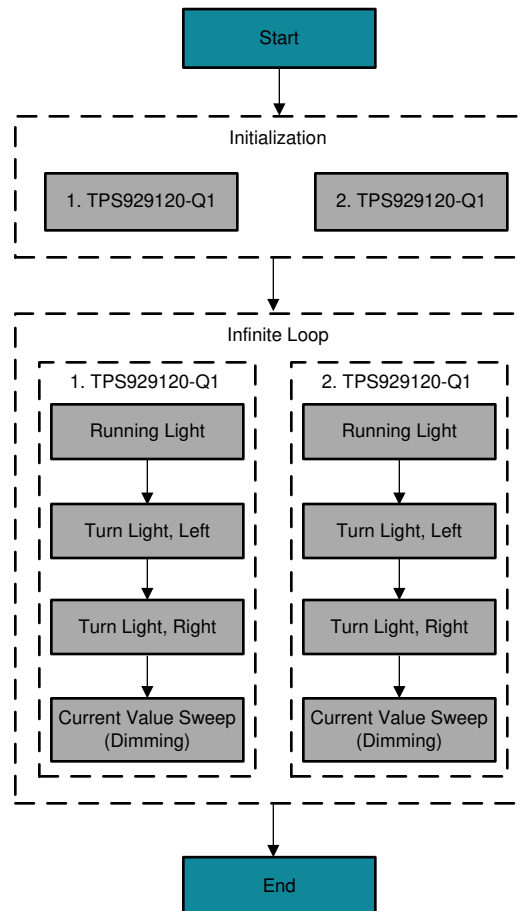 Start
Initialization
1. TPS929120-Q1
2. TPS929120-Q1
Infinite Loop
1. TPS929120-Q1
Running Light
Turn Light, Left
Turn Light, Right
Current Value Sweep
(Dimming)
2. TPS929120-Q1
Running Light
Turn Light, Left
Turn Light, Right
Current Value Sweep
(Dimming)
End